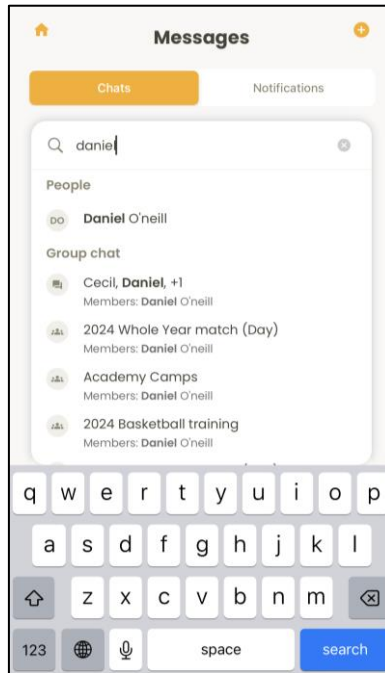 Messages
Chats Notifications
daniel
People
DO Daniel O'neill
Group chat
Cecil, Daniel, +1
Members: Daniel O'neill
2024 Whole Year match (Day)
Members: Daniel O'neill
Academy Camps
Members: Daniel O'neill
2024 Basketball training
Members: Daniel O'neill
q w e r t y u i o p
a s d f g h j k l
z x c v b n m
123 space search